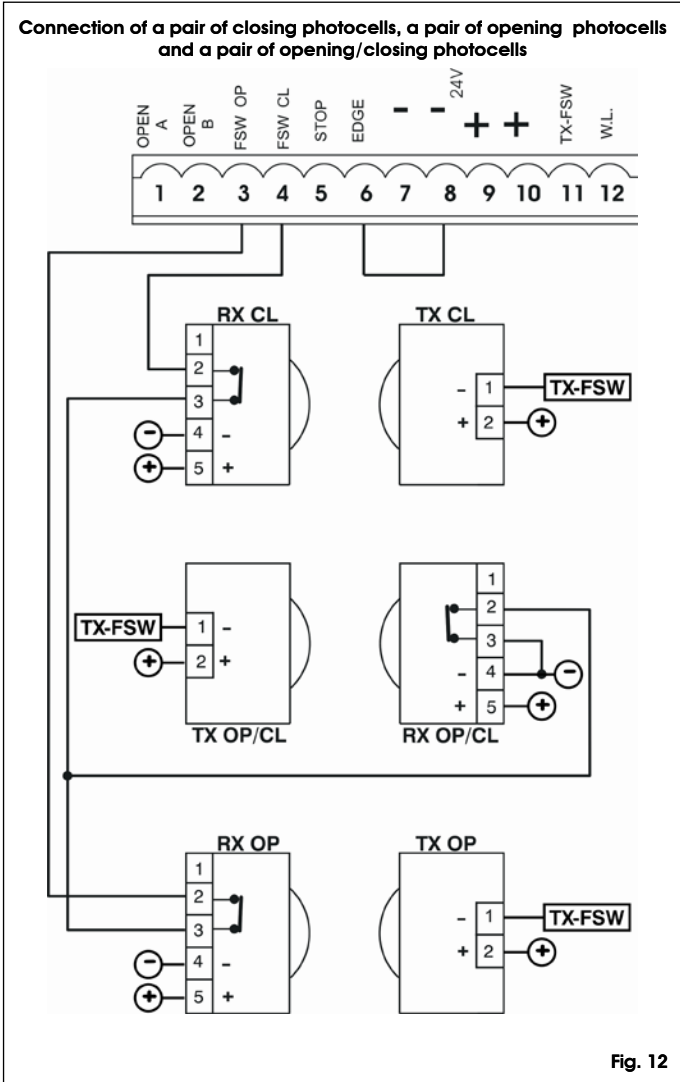 Connection of a pair of closing photocells, a pair of opening photocells
and a pair of opening/closing photocells
OPEN A
OPEN B
FSW OP
FSW CL
STOP
EDGE
- - 24V
+ +
TX-FSW
W.L.
1 2 3 4 5 6 7 8 9 10 11 12
RX CL
1
2
3
4 -
5 +
-
+
TX CL
- 1 TX-FSW
+ 2 +
TX-FSW 1 -
+ 2 +
TX OP/CL
1
2
3
- 4 -
+ 5 +
RX OP/CL
RX OP
1
2
3
- 4 -
+ 5 +
TX OP
- 1 TX-FSW
+ 2 +
Fig. 12